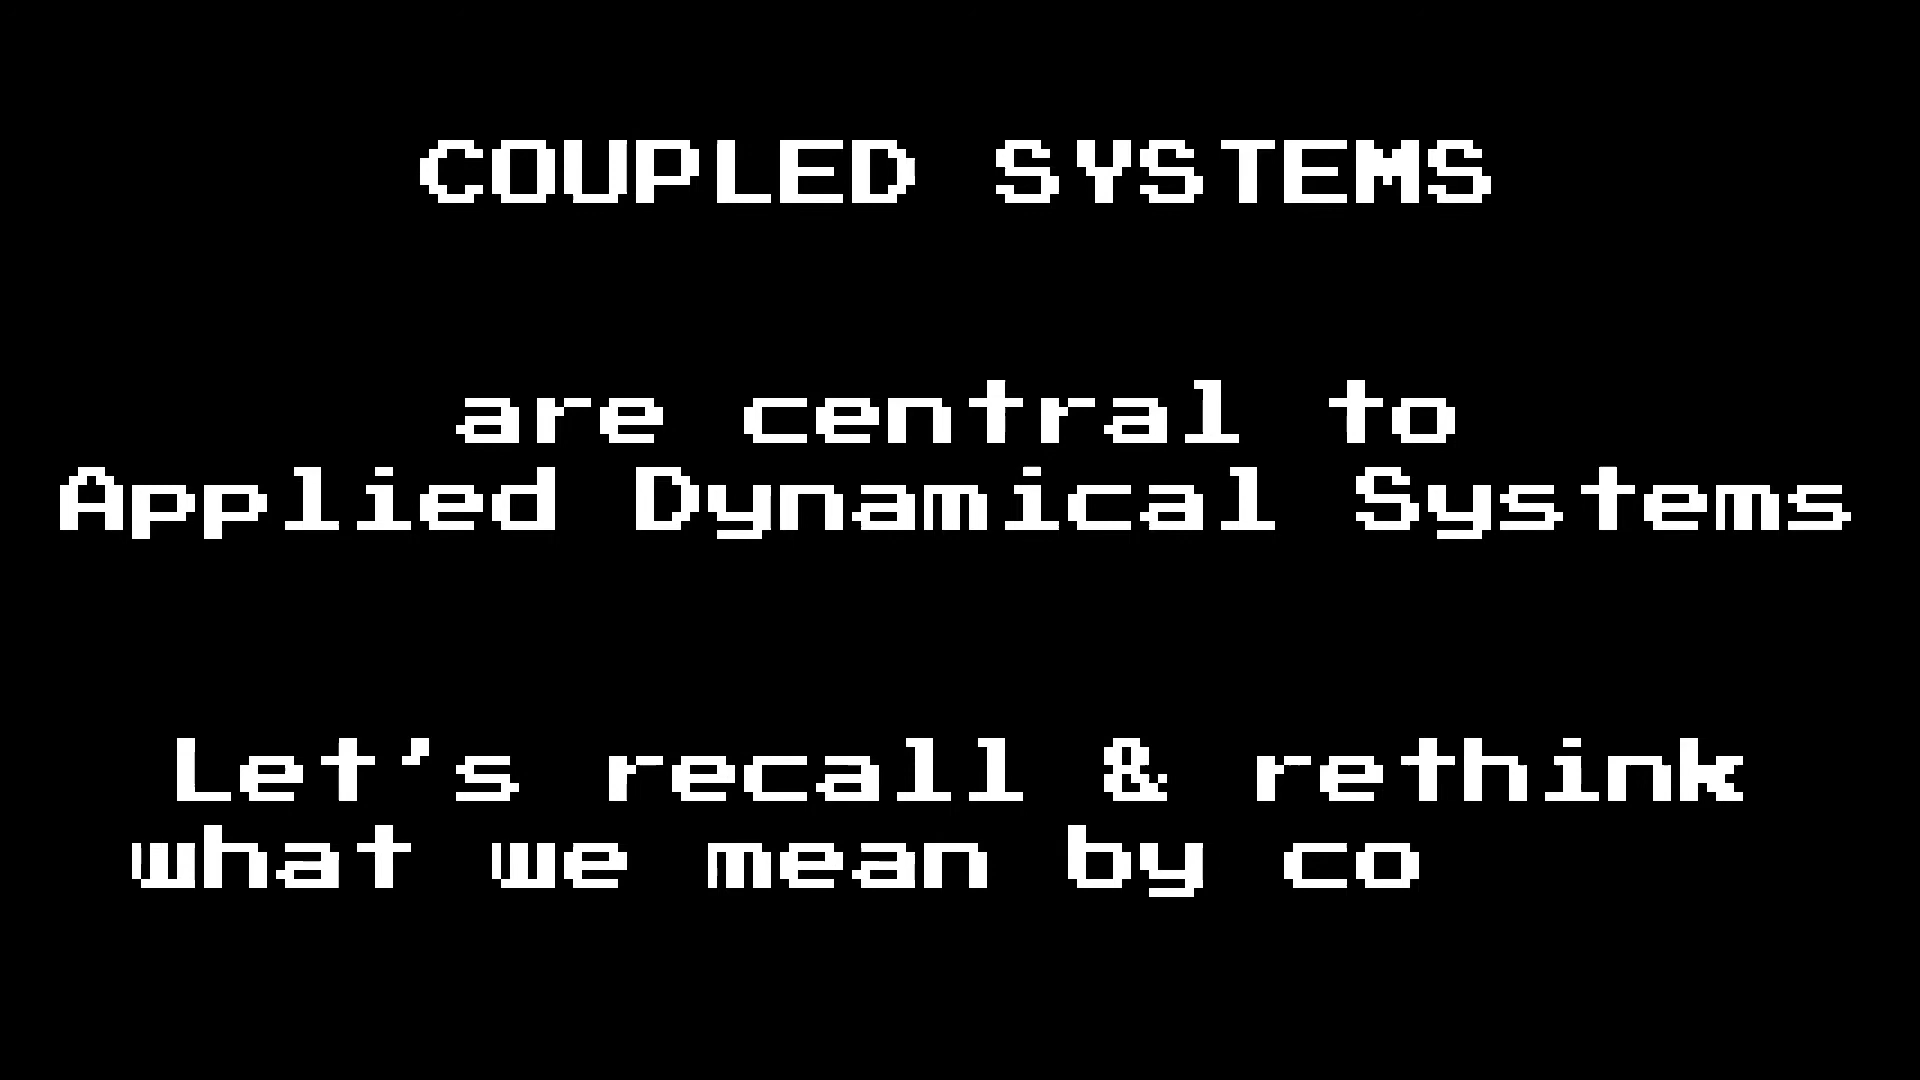 COUPLED SYSTEMS
are central to
Applied Dynamical Systems
Let's recall & rethink
what we mean by co